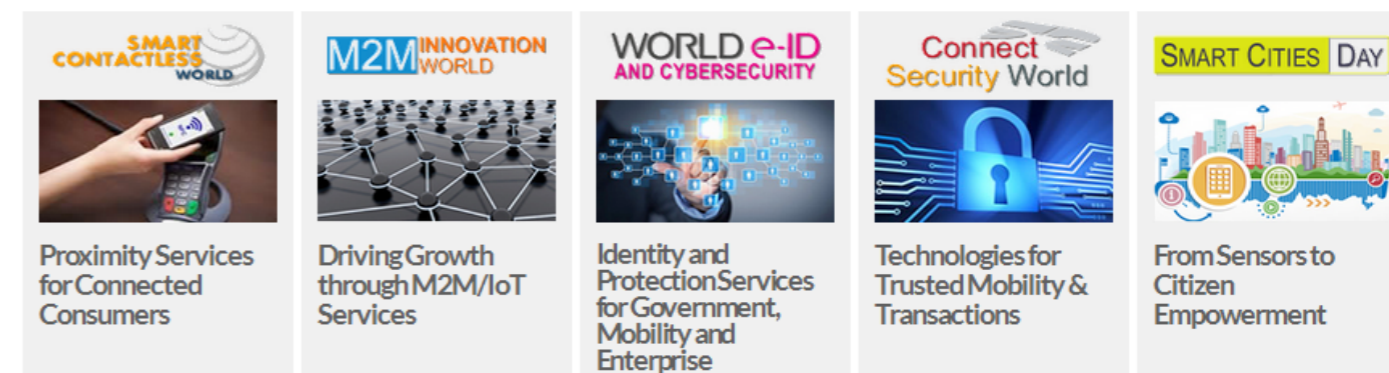 SMART
CONTACTLESS
WORLD
Proximity Services
for Connected
Consumers
M2M INNOVATION
WORLD
Driving Growth
through M2M/IoT
Services
WORLD e-ID
AND CYBERSECURITY
Identity and
Protection Services
for Government,
Mobility and
Enterprise
Connect
Security World
Technologies for
Trusted Mobility &
Transactions
SMART CITIES DAY
From Sensors to
Citizen
Empowerment